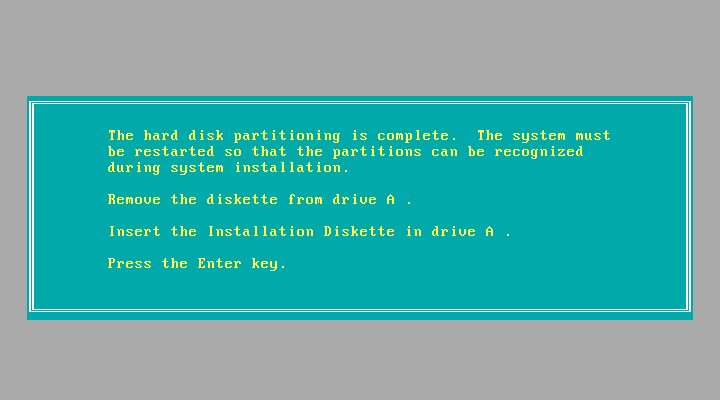 The hard disk partitioning is complete.  The system must
be restarted so that the partitions can be recognized
during system installation.
Remove the diskette from drive A .
Insert the Installation Diskette in drive A .
Press the Enter key.